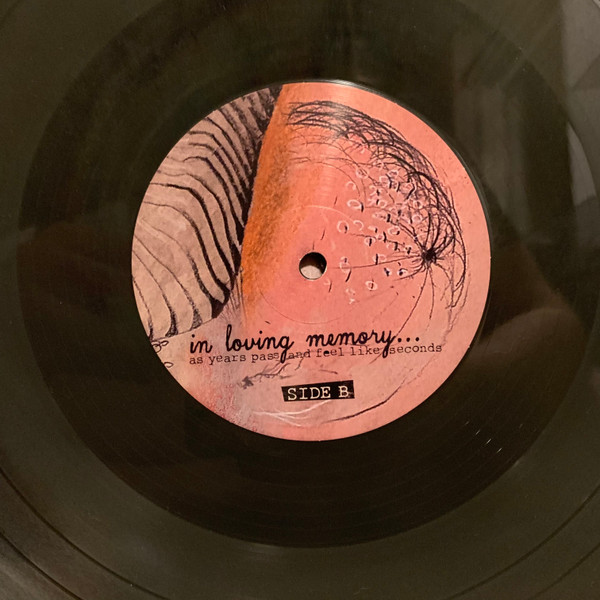 in loving memory...
as years pass and feel like seconds
SIDE B